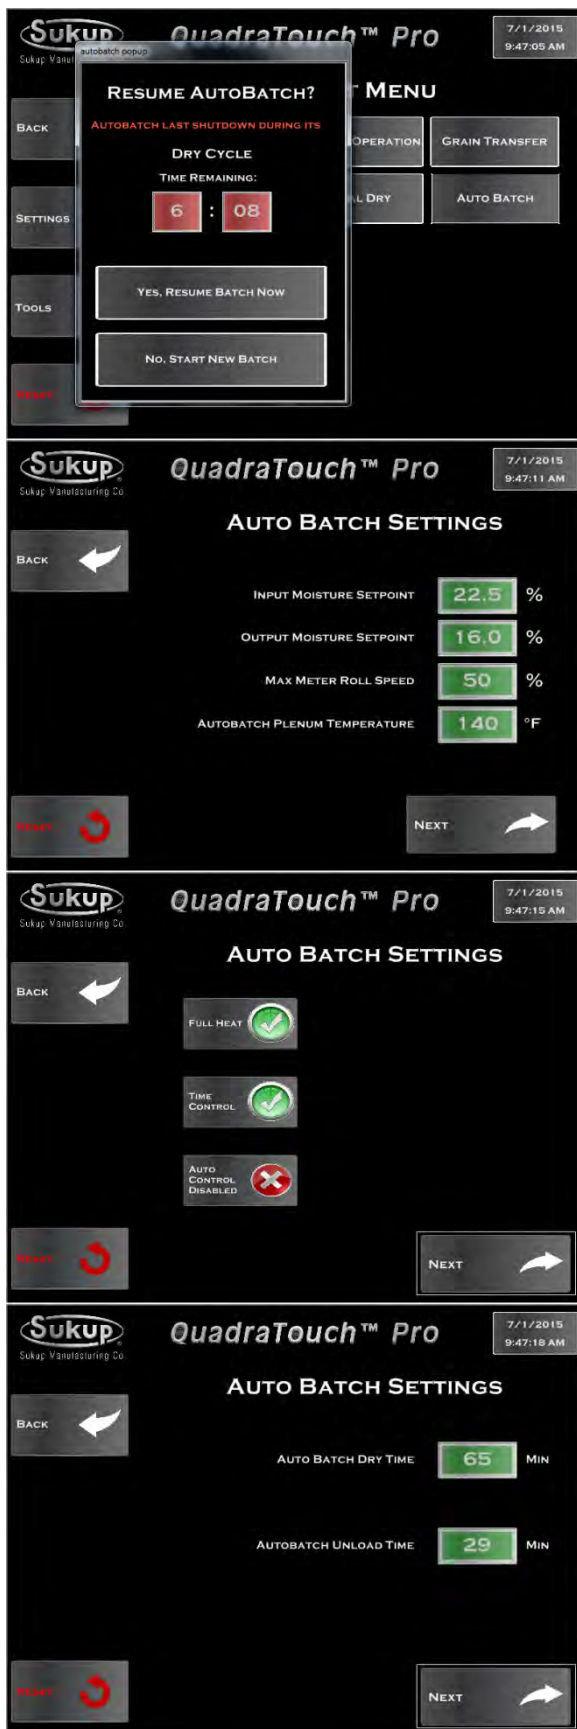 Sukup
QuadraTouch™ Pro
7/1/2015
9:47:05 AM
autobatch popup
RESUME AUTOBATCH?
MENU
AUTOBATCH LAST SHUTDOWN DURING ITS
BACK
DRY CYCLE
OPERATION
GRAIN TRANSFER
TIME REMAINING:
6 : 08
DRY
AUTO BATCH
SETTINGS
YES, RESUME BATCH NOW
TOOLS
NO, START NEW BATCH
RESET
Sukup
Sukup Manufacturing Co.
QuadraTouch™ Pro
7/1/2015
9:47:11 AM
AUTO BATCH SETTINGS
BACK
INPUT MOISTURE SETPOINT 22.5 %
OUTPUT MOISTURE SETPOINT 16.0 %
MAX METER ROLL SPEED 50 %
AUTOBATCH PLENUM TEMPERATURE 140 °F
RESET
NEXT
Sukup
Sukup Manufacturing Co.
QuadraTouch™ Pro
7/1/2015
9:47:15 AM
AUTO BATCH SETTINGS
BACK
FULL HEAT
TIME
CONTROL
AUTO
CONTROL
DISABLED
RESET
NEXT
Sukup
Sukup Manufacturing Co.
QuadraTouch™ Pro
7/1/2015
9:47:18 AM
AUTO BATCH SETTINGS
BACK
AUTO BATCH DRY TIME 65 MIN
AUTOBATCH UNLOAD TIME 29 MIN
RESET
NEXT